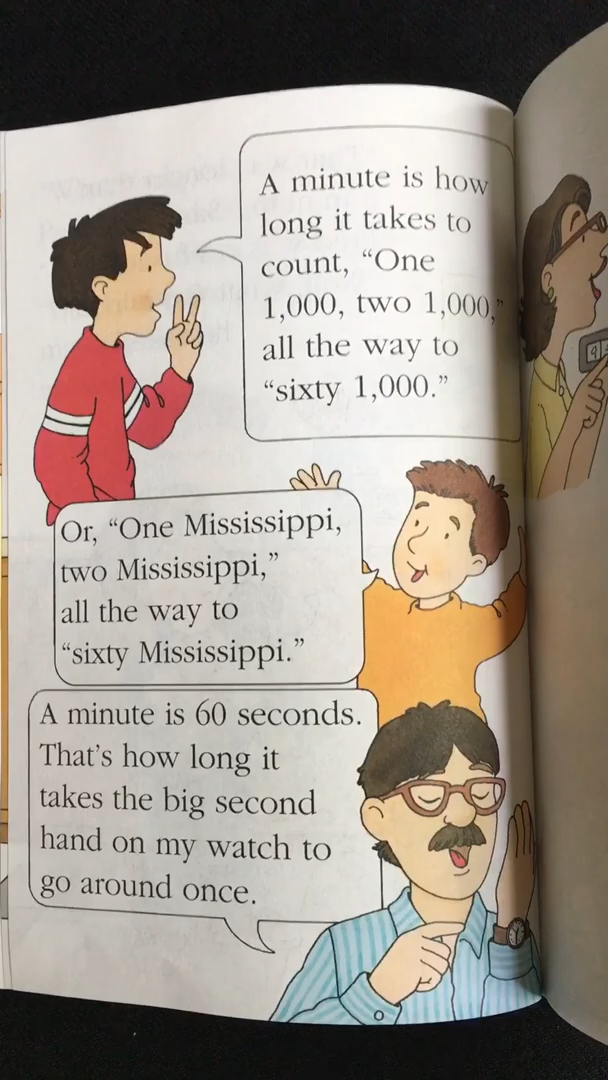 A minute is how
long it takes to
count, “One
1,000, two 1,000,”
all the way to
“sixty 1,000.”
Or, “One Mississippi,
two Mississippi,”
all the way to
“sixty Mississippi.”
A minute is 60 seconds.
That’s how long it
takes the big second
hand on my watch to
go around once.